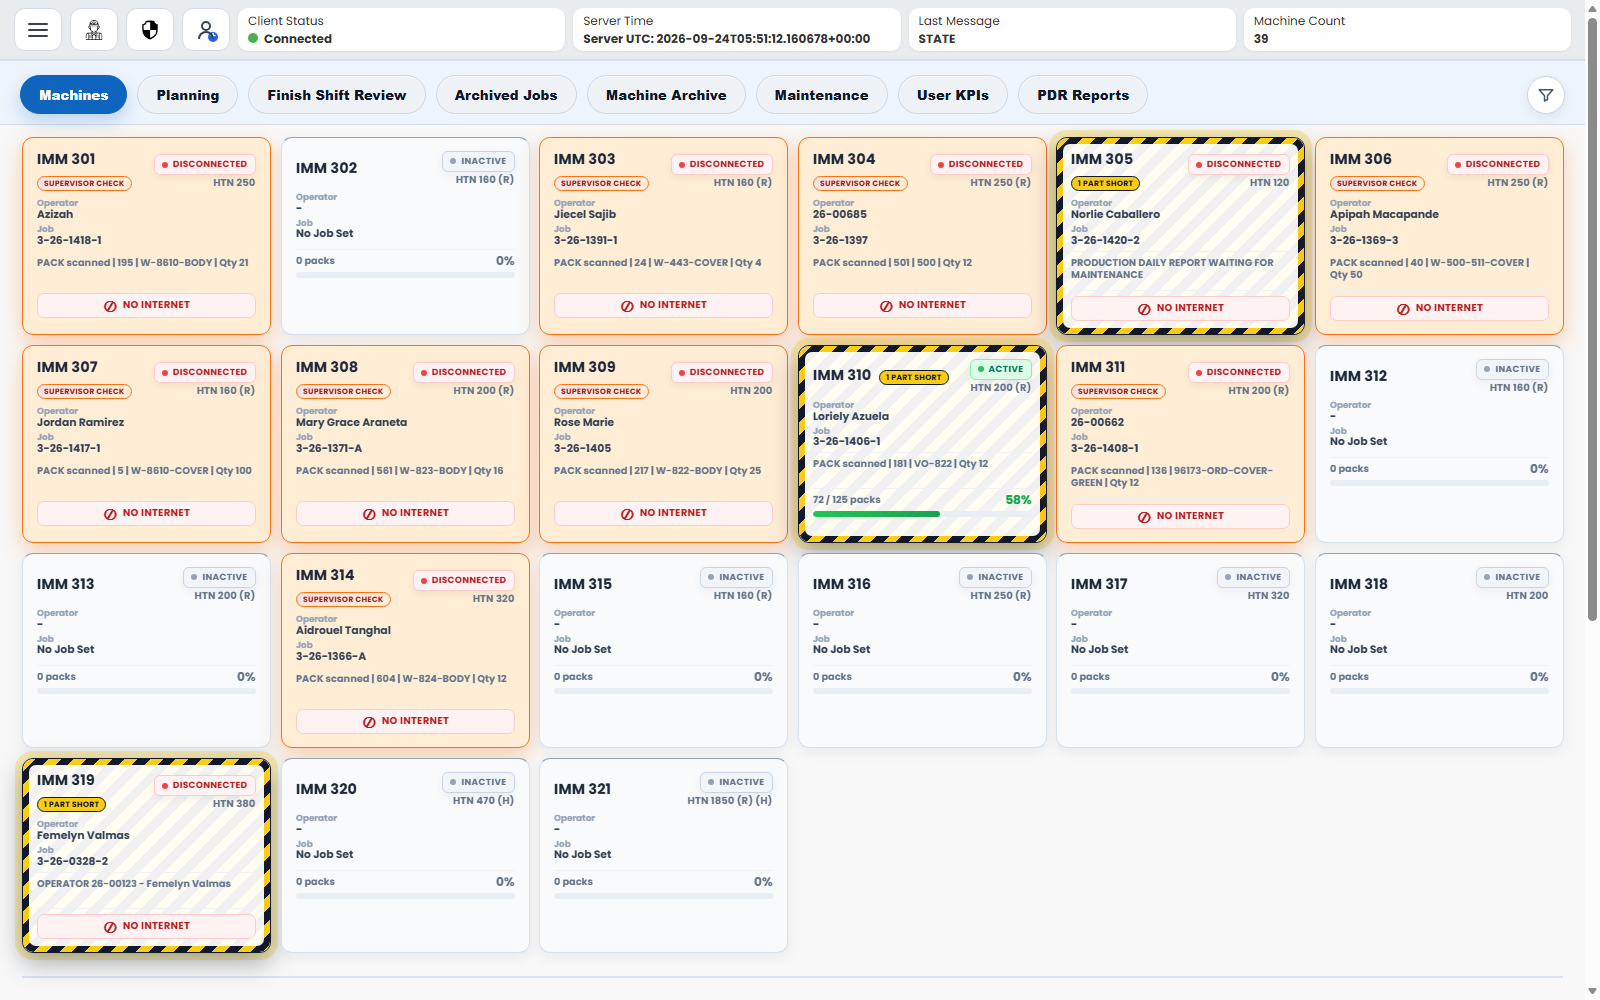 Client Status
Connected
Server Time
Server UTC: 2026-09-24T05:51:12.160678+00:00
Last Message
STATE
Machine Count
39
Machines
Planning
Finish Shift Review
Archived Jobs
Machine Archive
Maintenance
User KPIs
PDR Reports
IMM 301
DISCONNECTED
SUPERVISOR CHECK
HTN 250
Operator
Azizah
Job
3-26-1418-1
PACK scanned | 195 | W-8610-BODY | Qty 21
NO INTERNET
IMM 302
INACTIVE
HTN 160 (R)
Operator
-
Job
No Job Set
0 packs
0%
IMM 303
DISCONNECTED
SUPERVISOR CHECK
HTN 160 (R)
Operator
Jiecel Sajib
Job
3-26-1391-1
PACK scanned | 24 | W-443-COVER | Qty 4
NO INTERNET
IMM 304
DISCONNECTED
SUPERVISOR CHECK
HTN 250 (R)
Operator
26-00685
Job
3-26-1397
PACK scanned | 501 | 500 | Qty 12
NO INTERNET
IMM 305
DISCONNECTED
1 PART SHORT
HTN 120
Operator
Norlie Caballero
Job
3-26-1420-2
PRODUCTION DAILY REPORT WAITING FOR
MAINTENANCE
NO INTERNET
IMM 306
DISCONNECTED
SUPERVISOR CHECK
HTN 250 (R)
Operator
Apipah Macapande
Job
3-26-1369-3
PACK scanned | 40 | W-500-511-COVER |
Qty 50
NO INTERNET
IMM 307
DISCONNECTED
SUPERVISOR CHECK
HTN 160 (R)
Operator
Jordan Ramirez
Job
3-26-1417-1
PACK scanned | 5 | W-8610-COVER | Qty 100
NO INTERNET
IMM 308
DISCONNECTED
SUPERVISOR CHECK
HTN 200 (R)
Operator
Mary Grace Araneta
Job
3-26-1371-A
PACK scanned | 561 | W-823-BODY | Qty 16
NO INTERNET
IMM 309
DISCONNECTED
SUPERVISOR CHECK
HTN 200
Operator
Rose Marie
Job
3-26-1405
PACK scanned | 217 | W-822-BODY | Qty 25
NO INTERNET
IMM 310
1 PART SHORT
ACTIVE
HTN 200 (R)
Operator
Loriely Azuela
Job
3-26-1406-1
PACK scanned | 181 | VO-822 | Qty 12
72 / 125 packs
58%
IMM 311
DISCONNECTED
SUPERVISOR CHECK
HTN 200 (R)
Operator
26-00662
Job
3-26-1408-1
PACK scanned | 136 | 96173-ORD-COVER-
GREEN | Qty 12
NO INTERNET
IMM 312
INACTIVE
HTN 160 (R)
Operator
-
Job
No Job Set
0 packs
0%
IMM 313
INACTIVE
HTN 200 (R)
Operator
-
Job
No Job Set
0 packs
0%
IMM 314
DISCONNECTED
SUPERVISOR CHECK
HTN 320
Operator
Aidrouel Tanghal
Job
3-26-1366-A
PACK scanned | 604 | W-824-BODY | Qty 12
NO INTERNET
IMM 315
INACTIVE
HTN 160 (R)
Operator
-
Job
No Job Set
0 packs
0%
IMM 316
INACTIVE
HTN 250 (R)
Operator
-
Job
No Job Set
0 packs
0%
IMM 317
INACTIVE
HTN 320
Operator
-
Job
No Job Set
0 packs
0%
IMM 318
INACTIVE
HTN 200
Operator
-
Job
No Job Set
0 packs
0%
IMM 319
DISCONNECTED
1 PART SHORT
HTN 380
Operator
Femelyn Valmas
Job
3-26-0328-2
OPERATOR 26-00123 - Femelyn Valmas
NO INTERNET
IMM 320
INACTIVE
HTN 470 (H)
Operator
-
Job
No Job Set
0 packs
0%
IMM 321
INACTIVE
HTN 1850 (R) (H)
Operator
-
Job
No Job Set
0 packs
0%